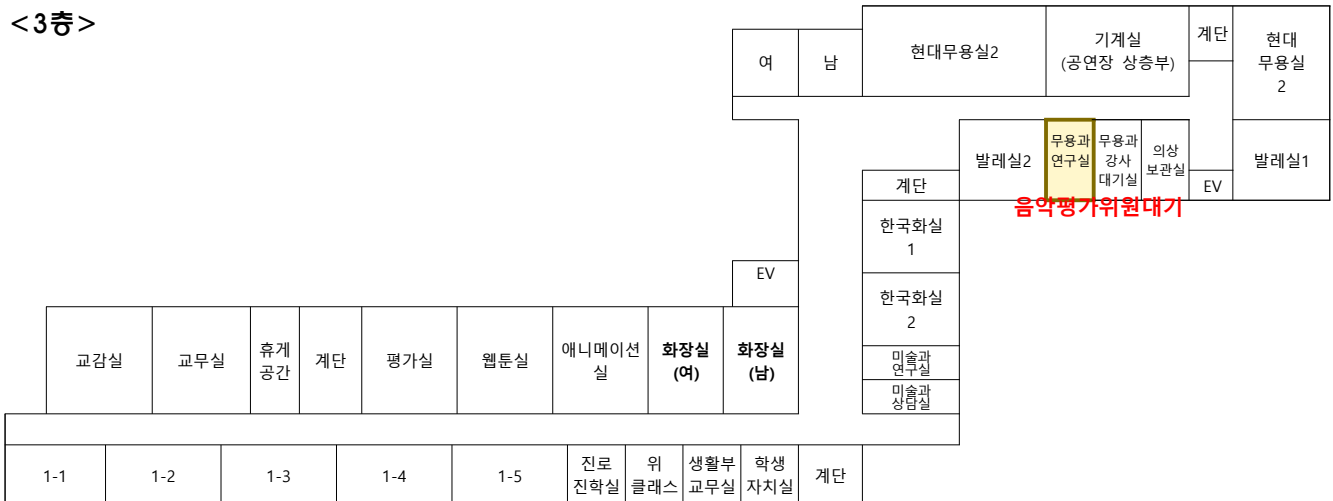 <3층>
여
남
현대무용실2
기계실
(공연장 상층부)
계단
현대
무용실
2
발레실2
무용과
연구실
무용과
강사
대기실
의상
보관실
EV
발레실1
음악평가위원대기
계단
한국화실
1
한국화실
2
미술과
연구실
미술과
상담실
EV
교감실
교무실
휴게
공간
계단
평가실
웹툰실
애니메이션
실
화장실
(여)
화장실
(남)
1-1
1-2
1-3
1-4
1-5
진로
진학실
위
클래스
생활부
교무실
학생
자치실
계단